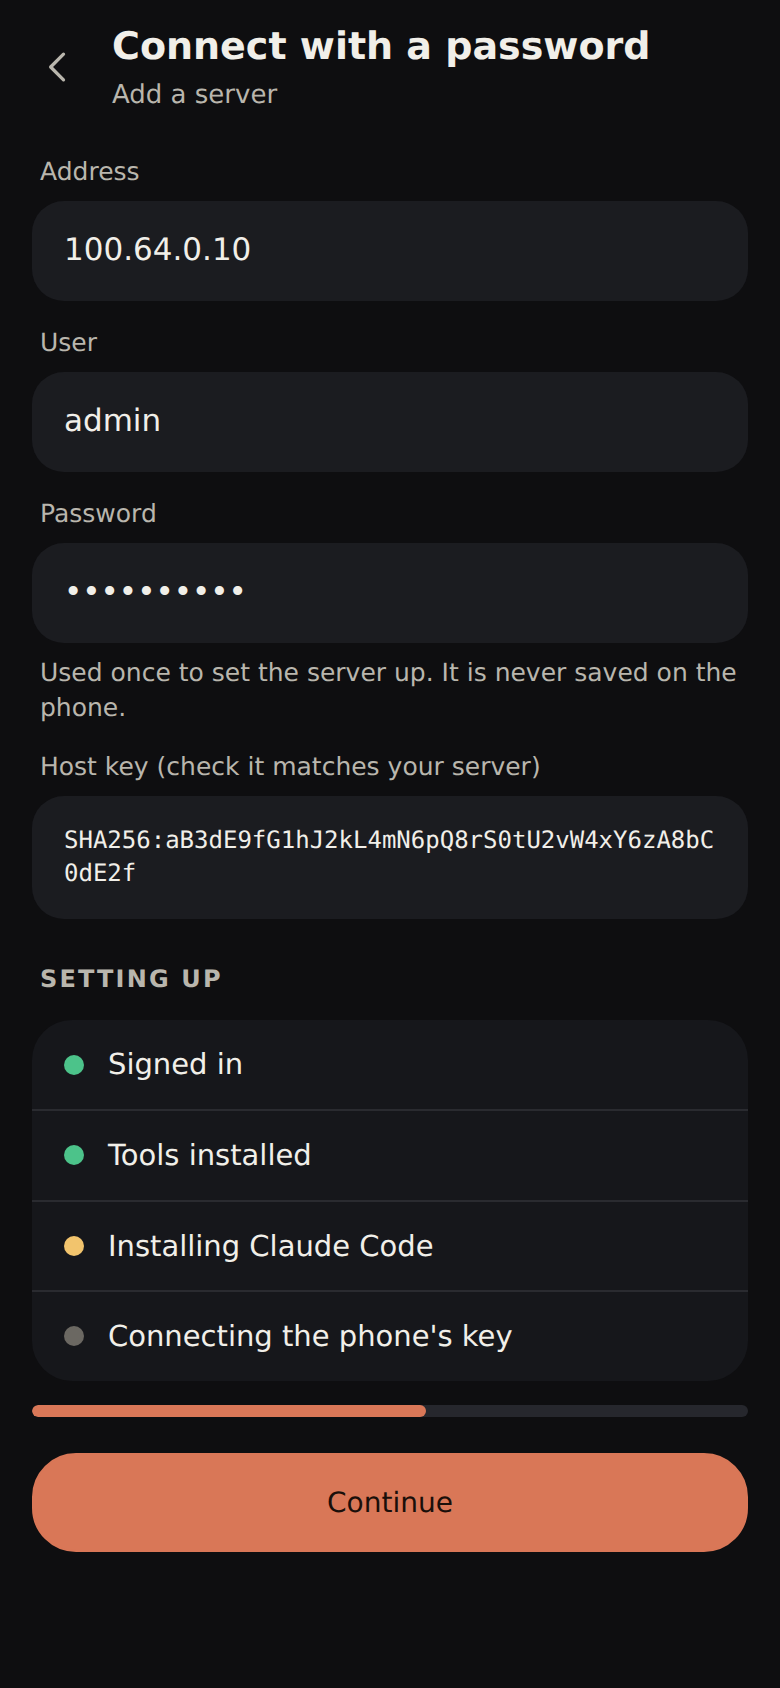 Connect with a password
Add a server
Address
100.64.0.10
User
admin
Password
••••••••••
Used once to set the server up. It is never saved on the
phone.
Host key (check it matches your server)
SHA256:aB3dE9fG1hJ2kL4mN6pQ8rS0tU2vW4xY6zA8bC
0dE2f
SETTING UP
Signed in
Tools installed
Installing Claude Code
Connecting the phone's key
Continue